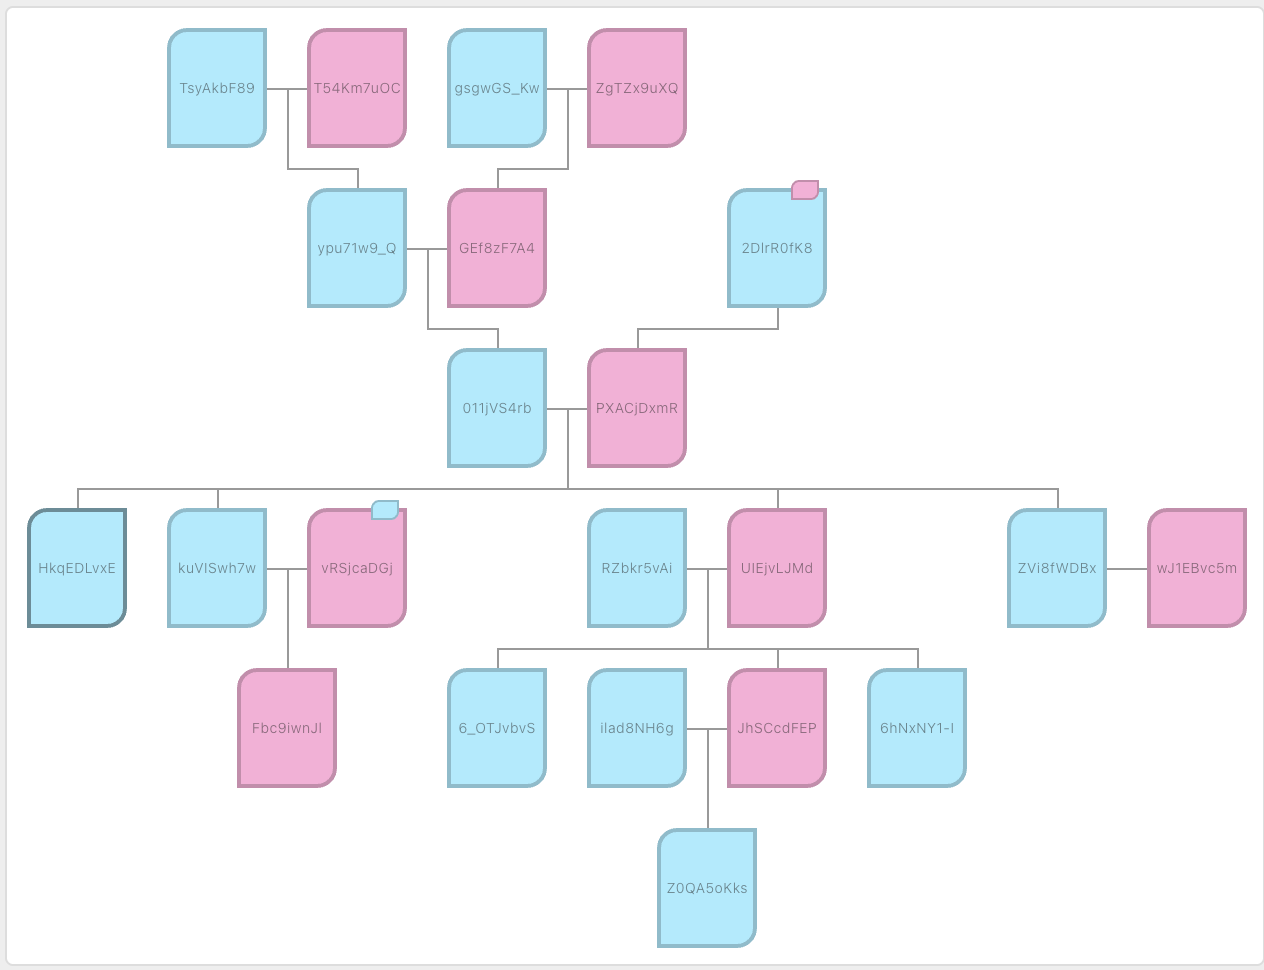 TsyAkbF89
T54Km7uOC
gsgwGS_Kw
ZgTZx9uXQ
ypu71w9_Q
GEf8zF7A4
2DIrR0fK8
011jVS4rb
PXACjDxmR
HkqEDLvxE
kuVISwh7w
vRSjcaDGj
RZbkr5vAi
UIEjvLJMd
ZVi8fWDBx
wJ1EBvc5m
Fbc9iwnJl
6_OTJvbvS
ilad8NH6g
JhSCcdFEP
6hNxNY1-I
Z0QA5oKks